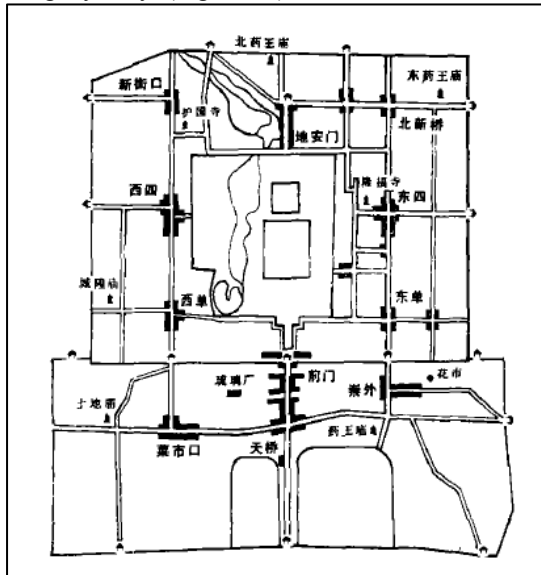 北药王庙
新街口
东药王庙
护国寺
地安门
北新桥
西四
隆福寺
东四
城隍庙
西单
东单
琉璃厂
前门
崇外
花市
土地庙
菜市口
天桥
药王庙